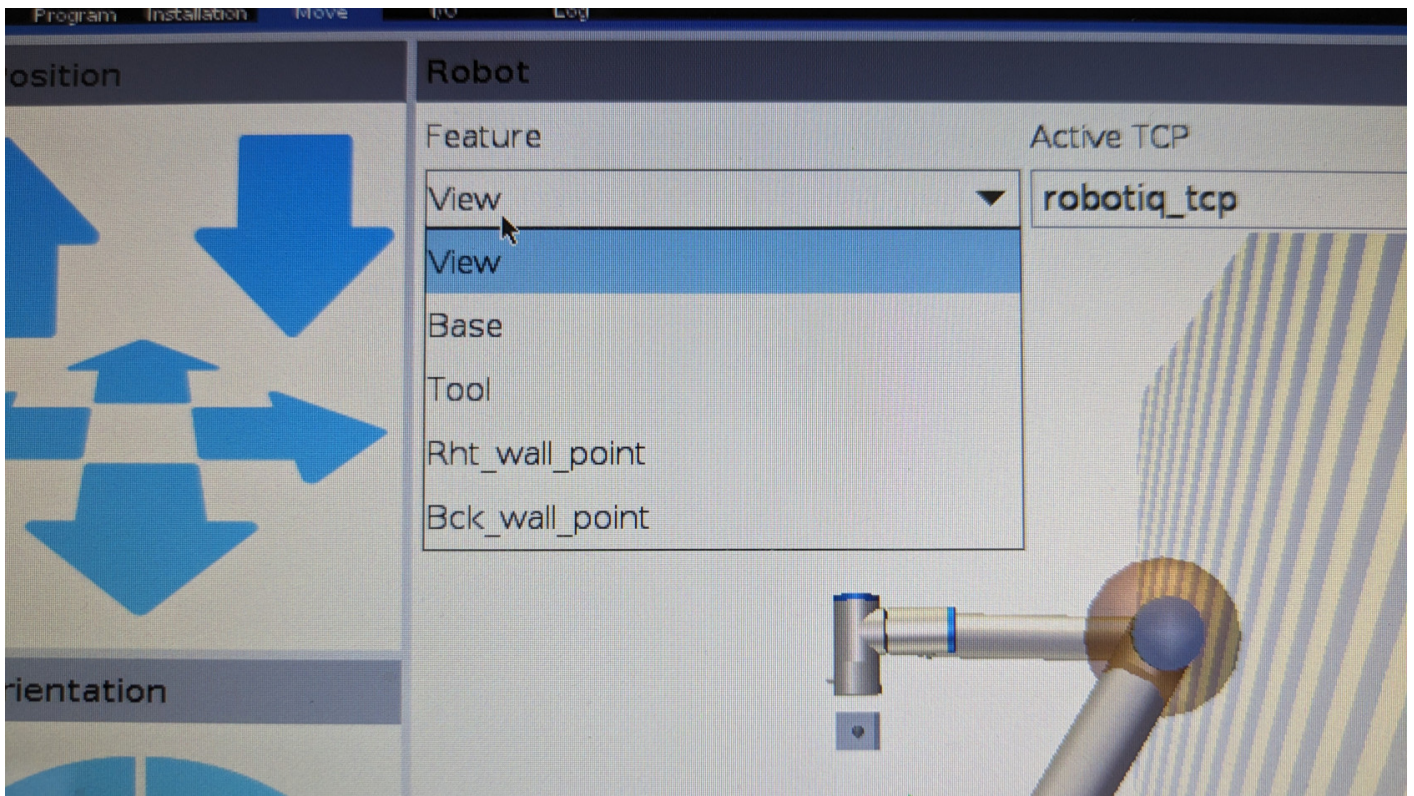 Program Installation Move I/O Log
osition
Robot
Feature
Active TCP
View
robotiq_tcp
View
Base
Tool
Rht_wall_point
Bck_wall_point
rientation